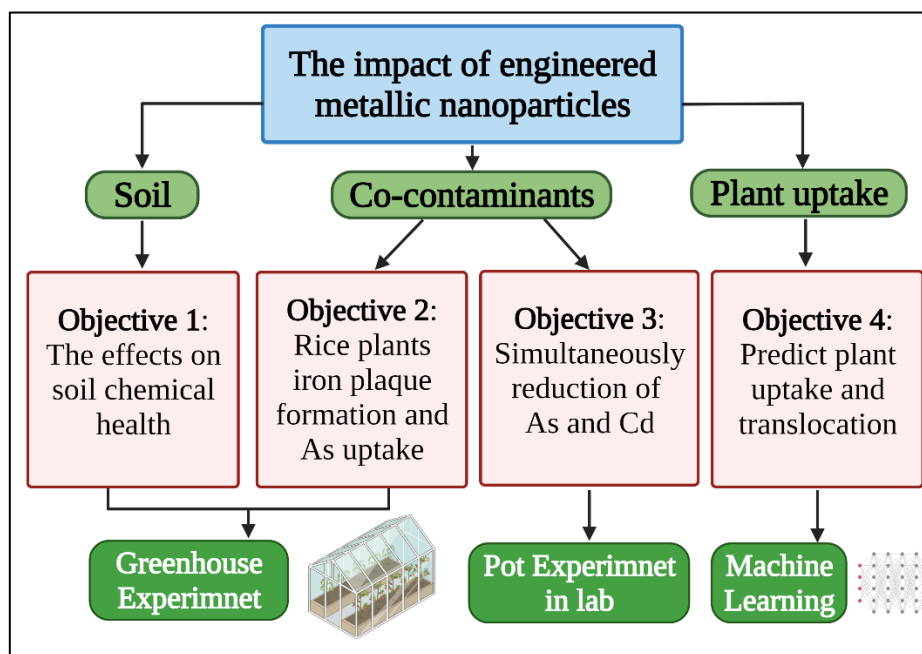 The impact of engineered
metallic nanoparticles
Soil
Co-contaminants
Plant uptake
Objective 1:
The effects on
soil chemical
health
Objective 2:
Rice plants
iron plaque
formation and
As uptake
Objective 3:
Simultaneously
reduction of
As and Cd
Objective 4:
Predict plant
uptake and
translocation
Greenhouse
Experimnet
Pot Experimnet
in lab
Machine
Learning